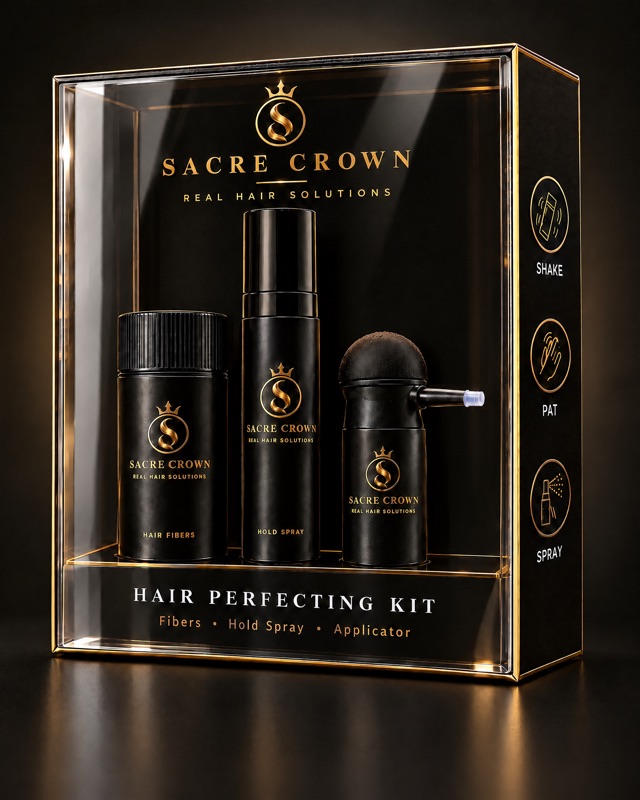 SACRE CROWN
REAL HAIR SOLUTIONS
SACRE CROWN
REAL HAIR SOLUTIONS
HAIR FIBERS
SACRE CROWN
REAL HAIR SOLUTIONS
HOLD SPRAY
SACRE CROWN
REAL HAIR SOLUTIONS
HAIR PERFECTING KIT
Fibers • Hold Spray • Applicator
SHAKE
PAT
SPRAY